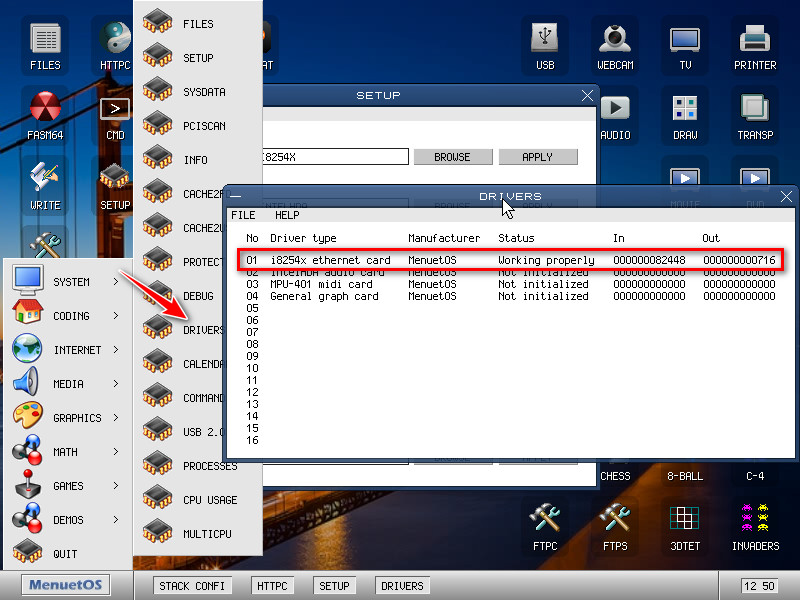 FILES
HTTPC
FASM64
CMD
WRITE
SETUP
USB
WEBCAM
TV
PRINTER
AUDIO
DRAW
TRANSP
CHESS
8-BALL
C-4
FTPC
FTPS
3DTET
INVADERS
FILES
SETUP
SYSDATA
PCISCAN
INFO
DEBUG
DRIVERS
USB 2.0
PROCESSES
CPU USAGE
MULTICPU
SYSTEM >
CODING >
INTERNET >
MEDIA >
GRAPHICS >
MATH >
GAMES >
DEMOS >
QUIT
SETUP
I8254X
BROWSE APPLY
DRIVERS
FILE HELP
No Driver type Manufacturer Status In Out
01 i8254x ethernet card MenuetOS Working properly 000000082448 000000000716
02 IntelHDA audio card MenuetOS Not initialized 000000000000 000000000000
03 MPU-401 midi card MenuetOS Not initialized 000000000000 000000000000
04 General graph card MenuetOS Not initialized 000000000000 000000000000
05
06
07
08
09
10
11
12
13
14
15
16
MenuetOS
STACK CONFI
HTTPC
SETUP
DRIVERS
12 50